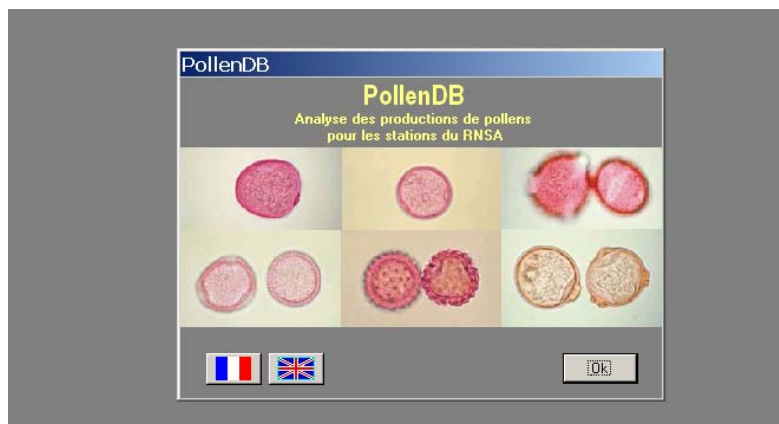 PollenDB
PollenDB
Analyse des productions de pollens
pour les stations du RNSA
Ok